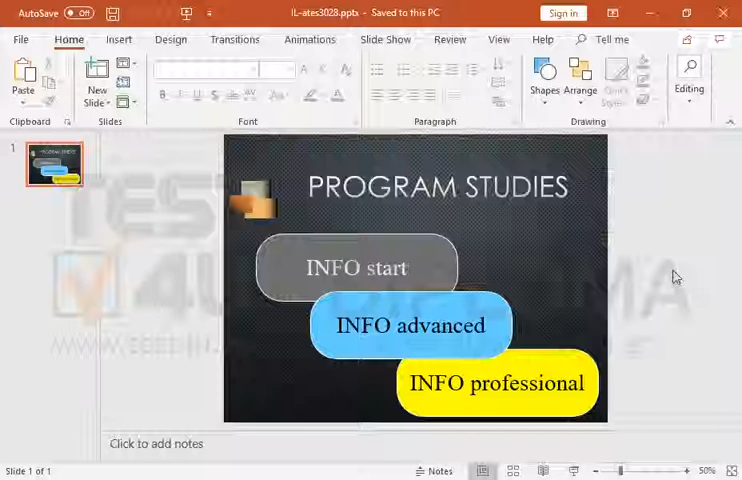 AutoSave Off
IL-ates3028.pptx - Saved to this PC
Sign in
File Home Insert Design Transitions Animations Slide Show Review View Help Tell me
Paste
New Slide
Shapes Arrange Quick Styles
Editing
Clipboard Slides Font Paragraph Drawing
1
PROGRAM STUDIES
INFO start
INFO advanced
INFO professional
Click to add notes
Slide 1 of 1 Notes 50%